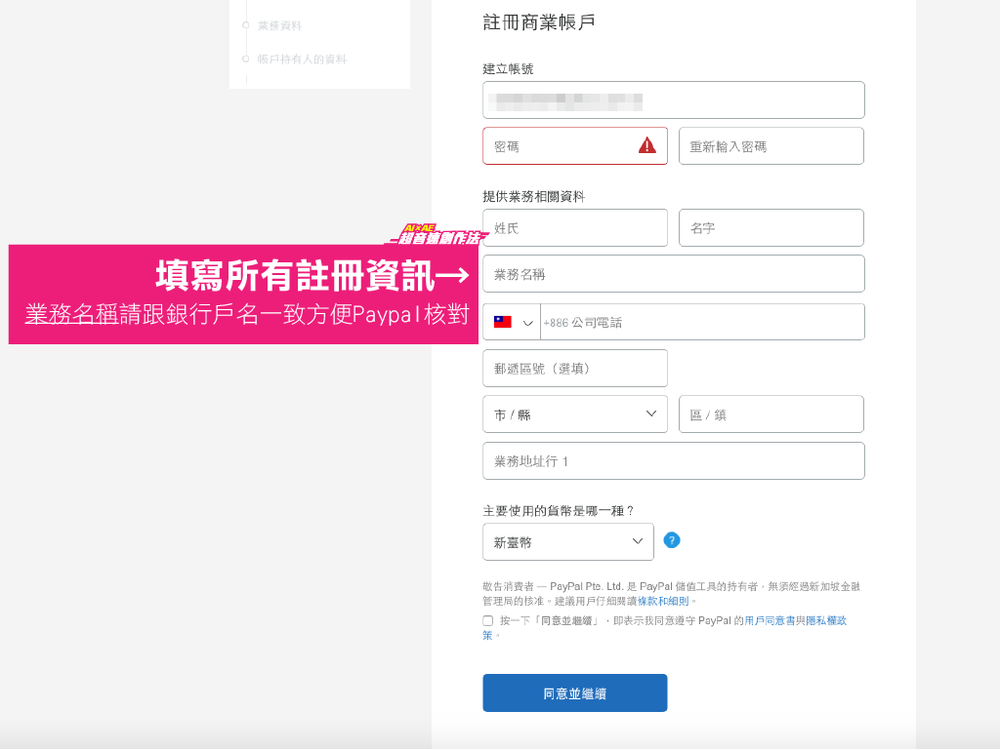 業務資料
帳戶持有人的資料
註冊商業帳戶
建立帳號
密碼
重新輸入密碼
提供業務相關資料
姓氏
名字
AI×AE
超音速創作法
填寫所有註冊資訊→
業務名稱請跟銀行戶名一致方便Paypal核對
業務名稱
+886 公司電話
郵遞區號（選填）
市 / 縣
區 / 鎮
業務地址行 1
主要使用的貨幣是哪一種？
新臺幣
?
敬告消費者 — PayPal Pte. Ltd. 是 PayPal 儲值工具的持有者，無須經過新加坡金融
管理局的核准。建議用戶仔細閱讀條款和細則。
按一下「同意並繼續」，即表示我同意遵守 PayPal 的用戶同意書與隱私權政
策。
同意並繼續